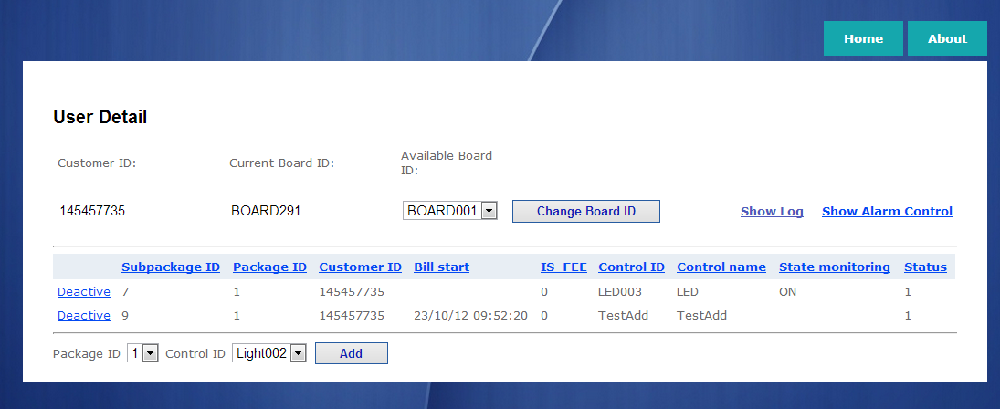 Home About
User Detail
Customer ID: Current Board ID: Available Board
ID:
145457735 BOARD291 BOARD001 Change Board ID Show Log Show Alarm Control
Subpackage ID Package ID Customer ID Bill start IS_FEE Control ID Control name State monitoring Status
Deactive 7 1 145457735 0 LED003 LED ON 1
Deactive 9 1 145457735 23/10/12 09:52:20 0 TestAdd TestAdd 1
Package ID 1 Control ID Light002 Add